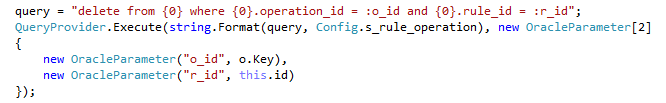 query = "delete from {0} where {0}.operation_id = :o_id and {0}.rule_id = :r_id";
QueryProvider.Execute(string.Format(query, Config.s_rule_operation), new OracleParameter[2]
{
    new OracleParameter("o_id", o.Key),
    new OracleParameter("r_id", this.id)
});